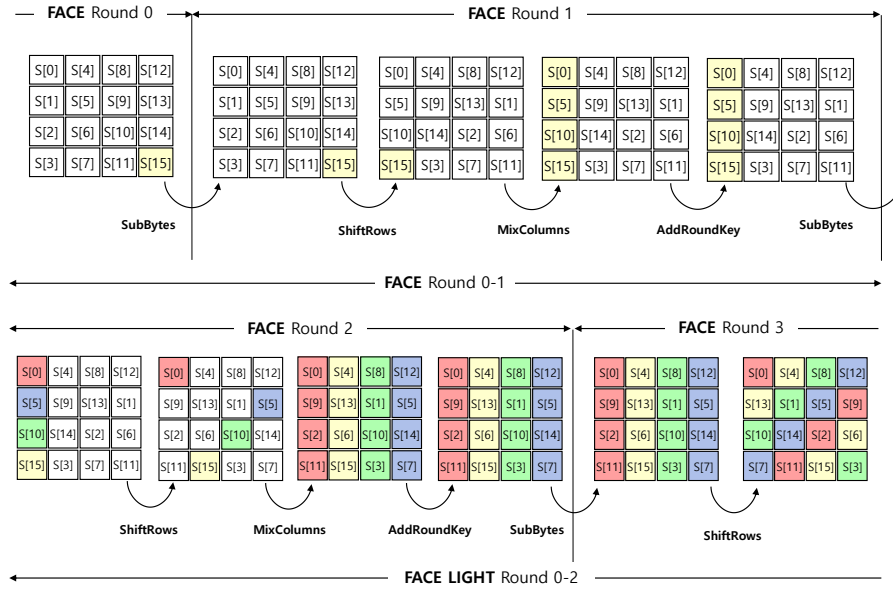 FACE Round 0
FACE Round 1
S[0] S[4] S[8] S[12]
S[1] S[5] S[9] S[13]
S[2] S[6] S[10] S[14]
S[3] S[7] S[11] S[15]
SubBytes
S[0] S[4] S[8] S[12]
S[1] S[5] S[9] S[13]
S[2] S[6] S[10] S[14]
S[3] S[7] S[11] S[15]
ShiftRows
S[0] S[4] S[8] S[12]
S[5] S[9] S[13] S[1]
S[10] S[14] S[2] S[6]
S[15] S[3] S[7] S[11]
MixColumns
S[0] S[4] S[8] S[12]
S[5] S[9] S[13] S[1]
S[10] S[14] S[2] S[6]
S[15] S[3] S[7] S[11]
AddRoundKey
S[0] S[4] S[8] S[12]
S[5] S[9] S[13] S[1]
S[10] S[14] S[2] S[6]
S[15] S[3] S[7] S[11]
SubBytes
FACE Round 0-1
FACE Round 2
FACE Round 3
S[0] S[4] S[8] S[12]
S[5] S[9] S[13] S[1]
S[10] S[14] S[2] S[6]
S[15] S[3] S[7] S[11]
ShiftRows
S[0] S[4] S[8] S[12]
S[9] S[13] S[1] S[5]
S[2] S[6] S[10] S[14]
S[11] S[15] S[3] S[7]
MixColumns
S[0] S[4] S[8] S[12]
S[9] S[13] S[1] S[5]
S[2] S[6] S[10] S[14]
S[11] S[15] S[3] S[7]
AddRoundKey
S[0] S[4] S[8] S[12]
S[9] S[13] S[1] S[5]
S[2] S[6] S[10] S[14]
S[11] S[15] S[3] S[7]
SubBytes
S[0] S[4] S[8] S[12]
S[9] S[13] S[1] S[5]
S[2] S[6] S[10] S[14]
S[11] S[15] S[3] S[7]
ShiftRows
S[0] S[4] S[8] S[12]
S[13] S[1] S[5] S[9]
S[10] S[14] S[2] S[6]
S[7] S[11] S[15] S[3]
FACE LIGHT Round 0-2